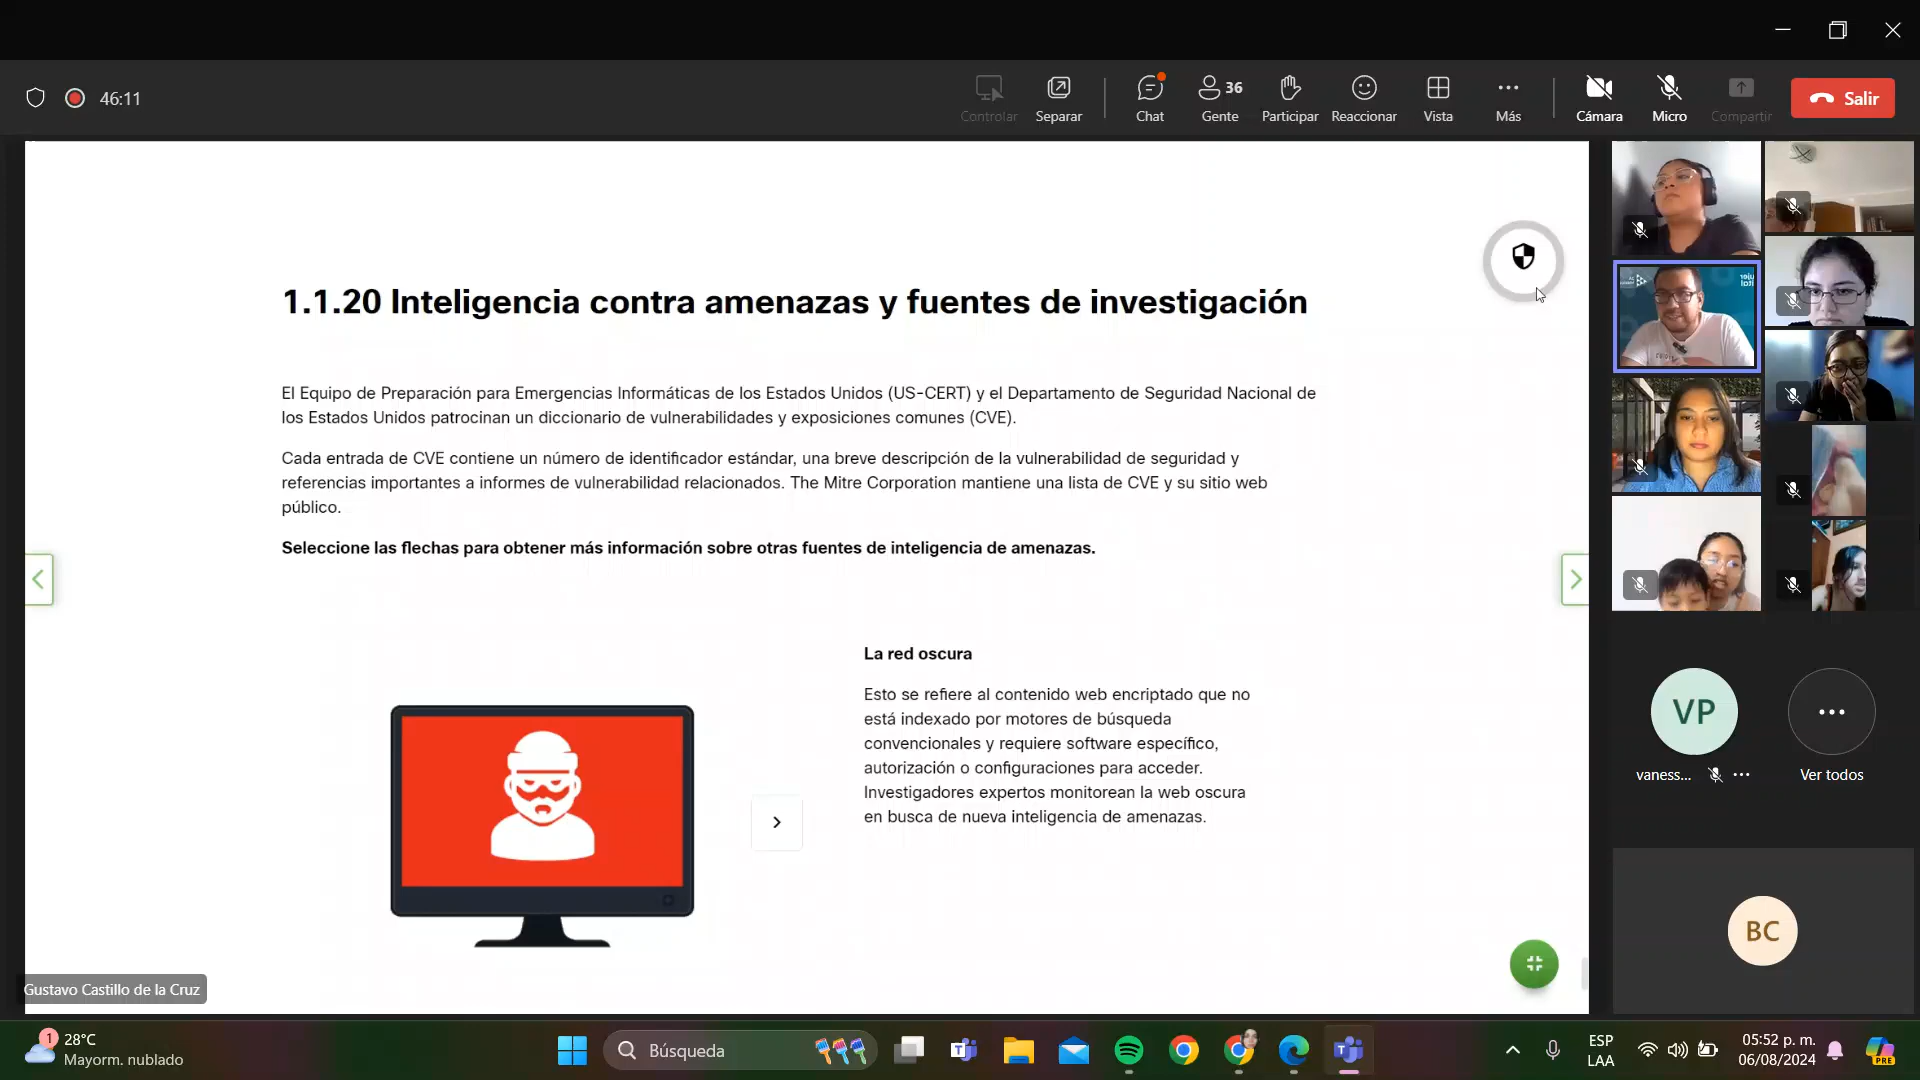 46:11
Controlar
Separar
Chat
36
Gente
Participar
Reaccionar
Vista
Más
Cámara
Micro
Compartir
Salir
1.1.20 Inteligencia contra amenazas y fuentes de investigación
El Equipo de Preparación para Emergencias Informáticas de los Estados Unidos (US-CERT) y el Departamento de Seguridad Nacional de
los Estados Unidos patrocinan un diccionario de vulnerabilidades y exposiciones comunes (CVE).
Cada entrada de CVE contiene un número de identificador estándar, una breve descripción de la vulnerabilidad de seguridad y
referencias importantes a informes de vulnerabilidad relacionados. The Mitre Corporation mantiene una lista de CVE y su sitio web
público.
Seleccione las flechas para obtener más información sobre otras fuentes de inteligencia de amenazas.
La red oscura
Esto se refiere al contenido web encriptado que no
está indexado por motores de búsqueda
convencionales y requiere software específico,
autorización o configuraciones para acceder.
Investigadores expertos monitorean la web oscura
en busca de nueva inteligencia de amenazas.
Gustavo Castillo de la Cruz
VP
vaness...
Ver todos
BC
1
28°C
Mayorm. nublado
Búsqueda
ESP
LAA
05:52 p. m.
06/08/2024
PRE